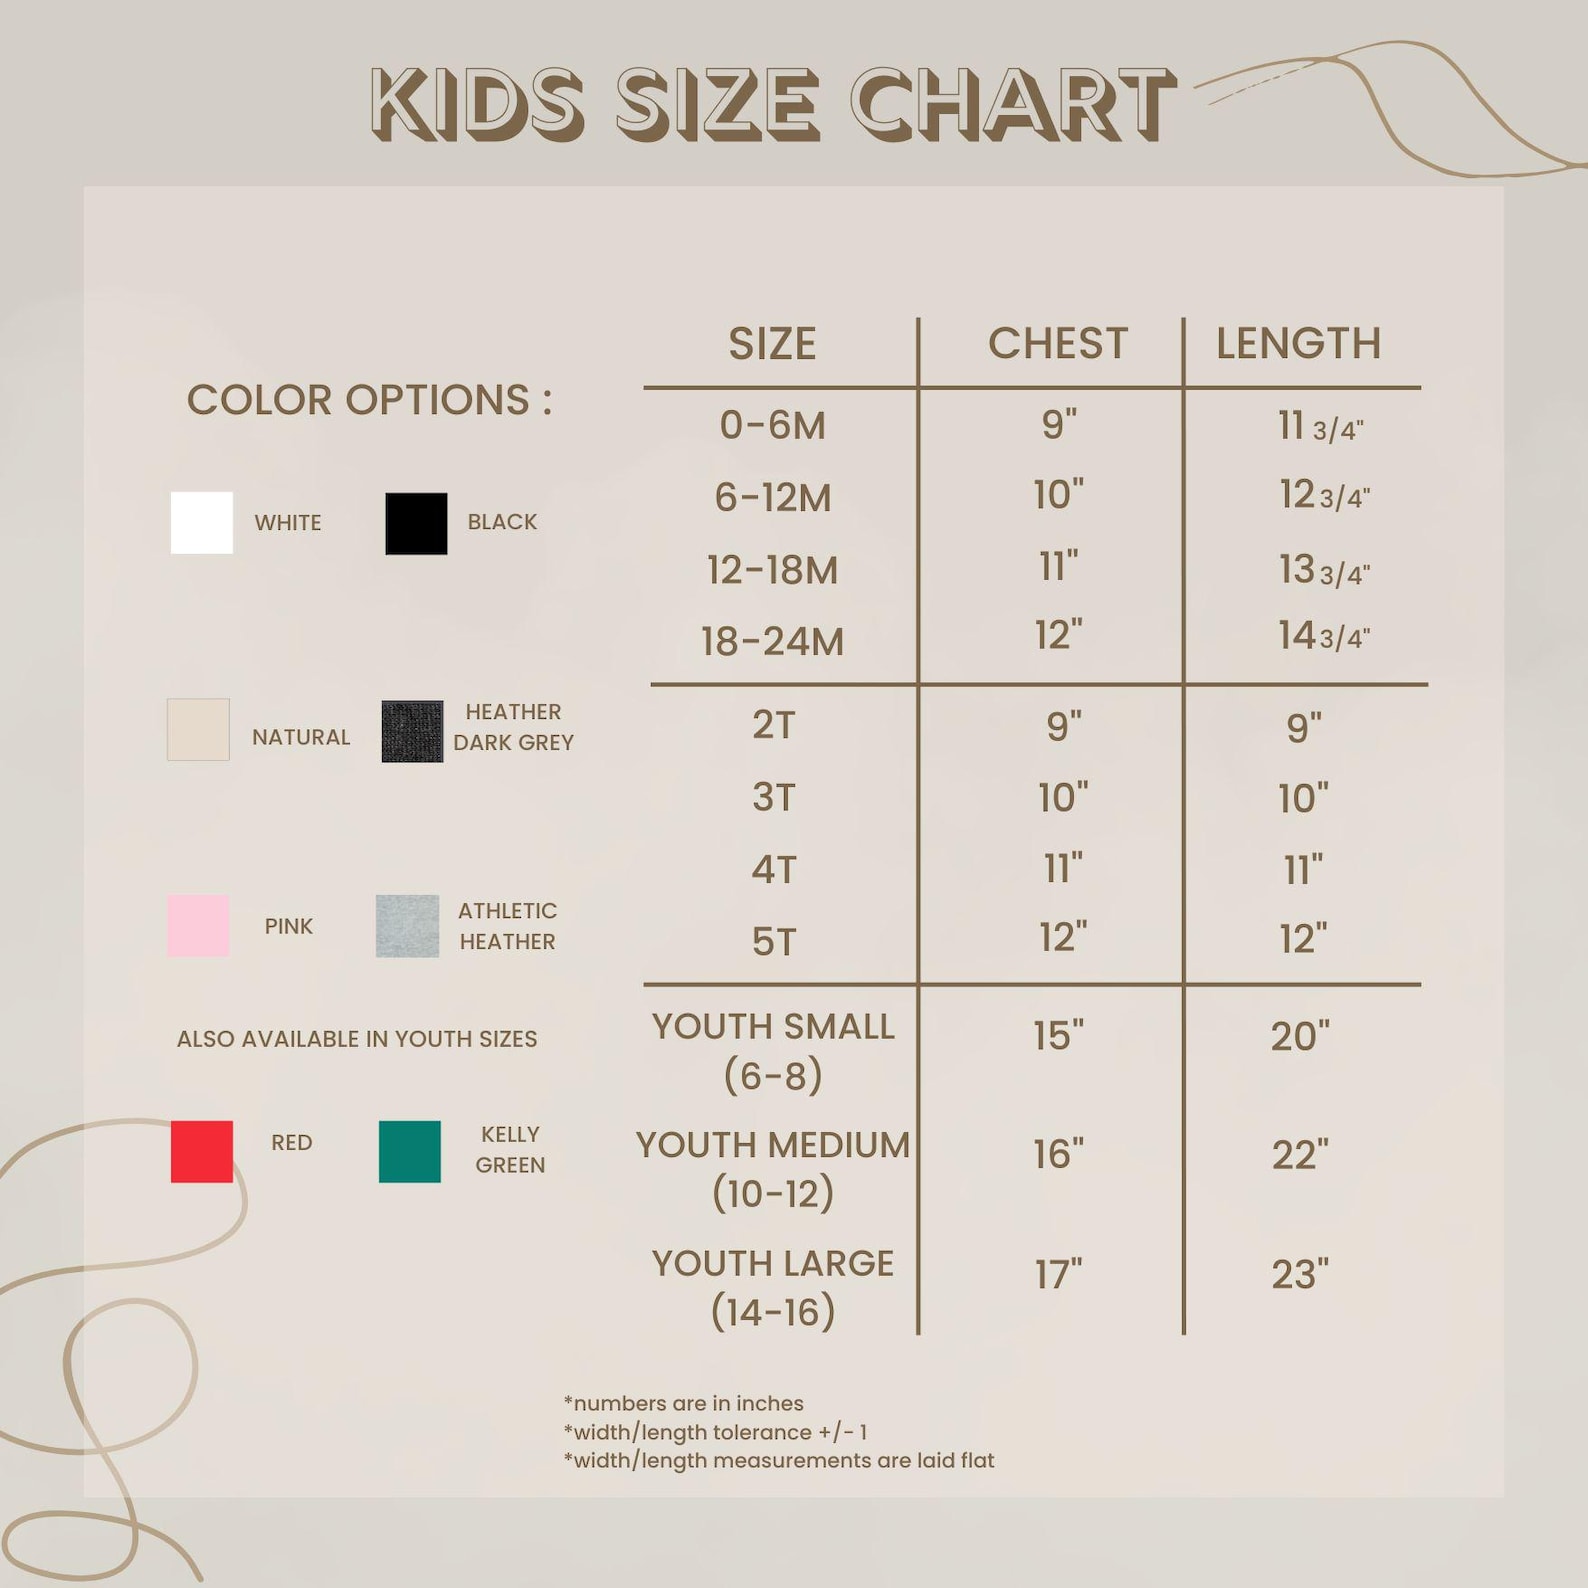 KIDS SIZE CHART
COLOR OPTIONS :
WHITE
BLACK
NATURAL
HEATHER
DARK GREY
PINK
ATHLETIC
HEATHER
ALSO AVAILABLE IN YOUTH SIZES
RED
KELLY
GREEN
SIZE CHEST LENGTH
0-6M 9" 11 3/4"
6-12M 10" 12 3/4"
12-18M 11" 13 3/4"
18-24M 12" 14 3/4"
2T 9" 9"
3T 10" 10"
4T 11" 11"
5T 12" 12"
YOUTH SMALL 15" 20"
(6-8)
YOUTH MEDIUM 16" 22"
(10-12)
YOUTH LARGE 17" 23"
(14-16)
*numbers are in inches
*width/length tolerance +/- 1
*width/length measurements are laid flat